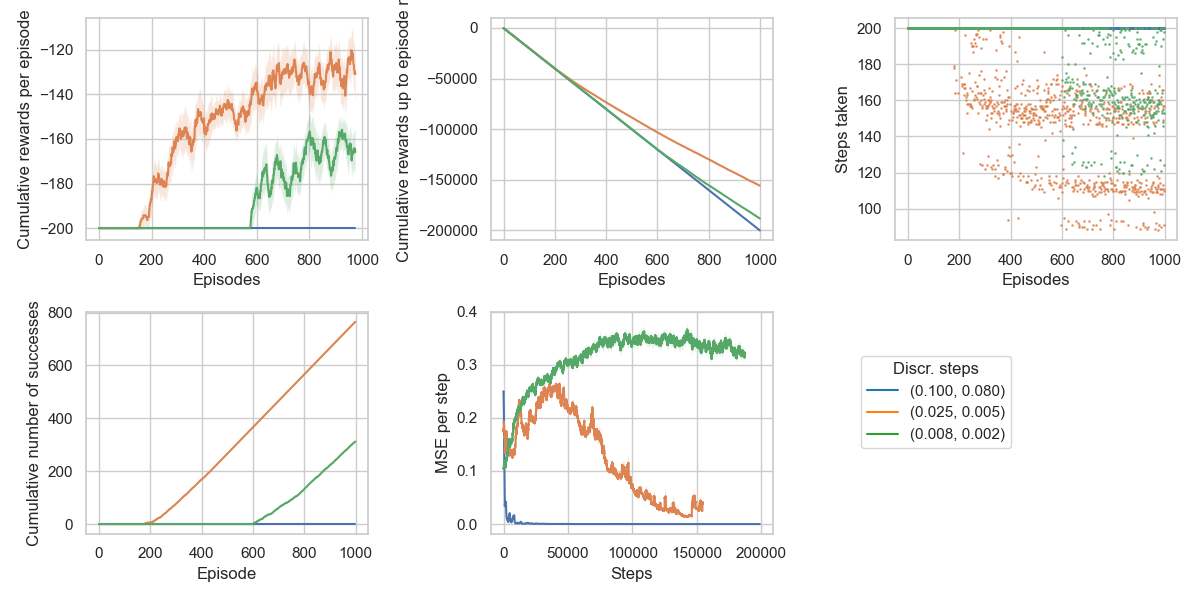 Cumulative rewards per episode
−120
−140
−160
−180
−200
0 200 400 600 800 1000
Episodes
Cumulative rewards up to episode
0
−50000
−100000
−150000
−200000
0 200 400 600 800 1000
Episodes
Steps taken
200
180
160
140
120
100
0 200 400 600 800 1000
Episodes
Cumulative number of successes
800
600
400
200
0
0 200 400 600 800 1000
Episode
MSE per step
0.4
0.3
0.2
0.1
0.0
0 50000 100000 150000 200000
Steps
Discr. steps
(0.100, 0.080)
(0.025, 0.005)
(0.008, 0.002)